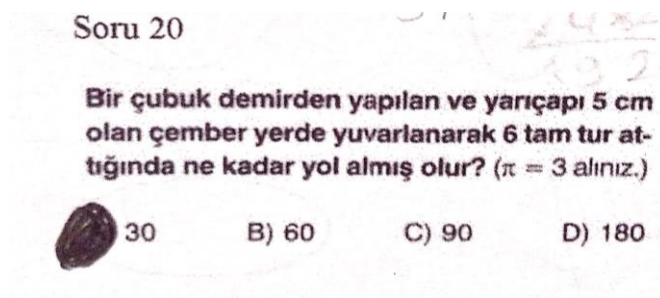 Soru 20
Bir çubuk demirden yapılan ve yarıçapı 5 cm
olan çember yerde yuvarlanarak 6 tam tur at-
tığında ne kadar yol almış olur? (π = 3 alınız.)
30 B) 60 C) 90 D) 180